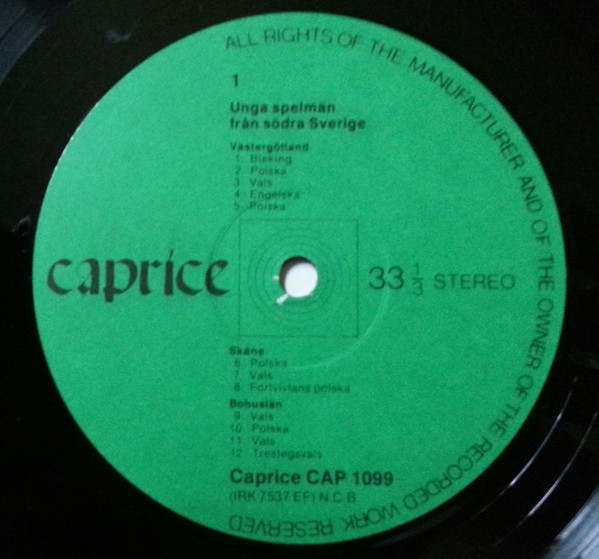 ALL RIGHTS OF THE MANUFACTURER AND OF THE OWNER OF THE RECORDED WORK RESERVED
1
Unga spelmän
från södra Sverige
Västergötland
1. Bleking
2. Polska
3. Vals
4. Engelska
5. Polska
caprice
33 1/3 STEREO
Skåne
6. Polska
7. Vals
8. Förtvivlans polska
Bohuslän
9. Vals
10. Polska
11. Vals
12. Trestegsvals
Caprice CAP 1099
(IRK 7537 EF) N C B